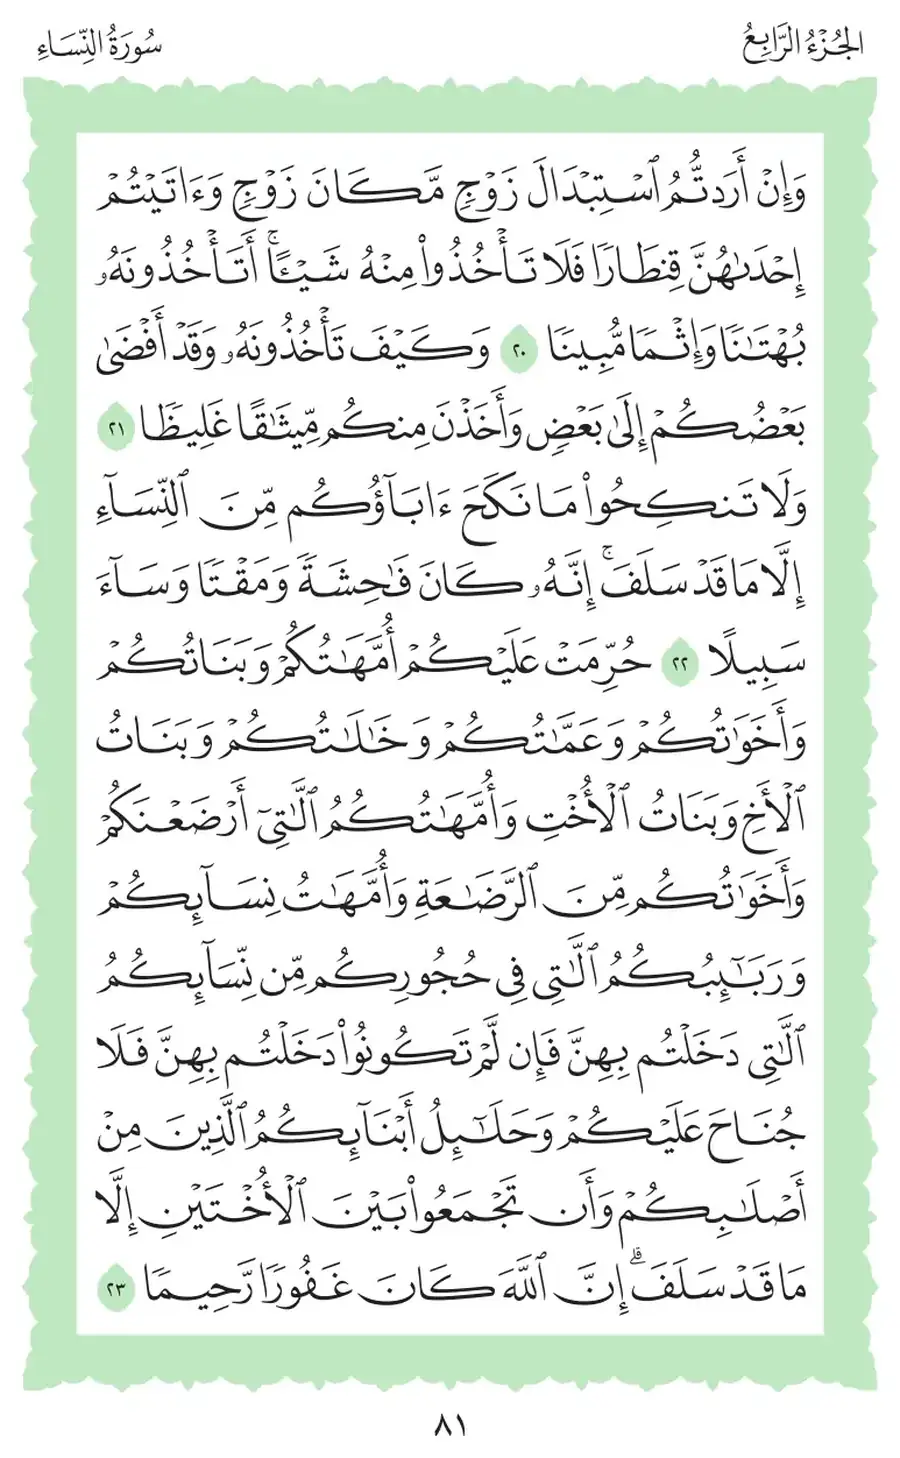 الجُزْءُ الرَّابِعُ
سُورَةُ النِّسَاءِ
وَإِنْ أَرَدتُّمُ ٱسْتِبْدَالَ زَوْجٍ مَّكَانَ زَوْجٍ وَءَاتَيْتُمْ
إِحْدَىٰهُنَّ قِنطَارًا فَلَا تَأْخُذُوا۟ مِنْهُ شَيْـًٔا ۚ أَتَأْخُذُونَهُۥ
بُهْتَـٰنًا وَإِثْمًا مُّبِينًا ٢٠ وَكَيْفَ تَأْخُذُونَهُۥ وَقَدْ أَفْضَىٰ
بَعْضُكُمْ إِلَىٰ بَعْضٍ وَأَخَذْنَ مِنكُم مِّيثَـٰقًا غَلِيظًا ٢١
وَلَا تَنكِحُوا۟ مَا نَكَحَ ءَابَآؤُكُم مِّنَ ٱلنِّسَآءِ
إِلَّا مَا قَدْ سَلَفَ ۚ إِنَّهُۥ كَانَ فَـٰحِشَةً وَمَقْتًا وَسَآءَ
سَبِيلًا ٢٢ حُرِّمَتْ عَلَيْكُمْ أُمَّهَـٰتُكُمْ وَبَنَاتُكُمْ
وَأَخَوَٰتُكُمْ وَعَمَّـٰتُكُمْ وَخَـٰلَـٰتُكُمْ وَبَنَاتُ
ٱلْأَخِ وَبَنَاتُ ٱلْأُخْتِ وَأُمَّهَـٰتُكُمُ ٱلَّـٰتِىٓ أَرْضَعْنَكُمْ
وَأَخَوَٰتُكُم مِّنَ ٱلرَّضَـٰعَةِ وَأُمَّهَـٰتُ نِسَآئِكُمْ
وَرَبَـٰٓئِبُكُمُ ٱلَّـٰتِى فِى حُجُورِكُم مِّن نِّسَآئِكُمُ
ٱلَّـٰتِى دَخَلْتُم بِهِنَّ فَإِن لَّمْ تَكُونُوا۟ دَخَلْتُم بِهِنَّ فَلَا
جُنَاحَ عَلَيْكُمْ وَحَلَـٰٓئِلُ أَبْنَآئِكُمُ ٱلَّذِينَ مِنْ
أَصْلَـٰبِكُمْ وَأَن تَجْمَعُوا۟ بَيْنَ ٱلْأُخْتَيْنِ إِلَّا
مَا قَدْ سَلَفَ ۗ إِنَّ ٱللَّهَ كَانَ غَفُورًا رَّحِيمًا ٢٣
٨١